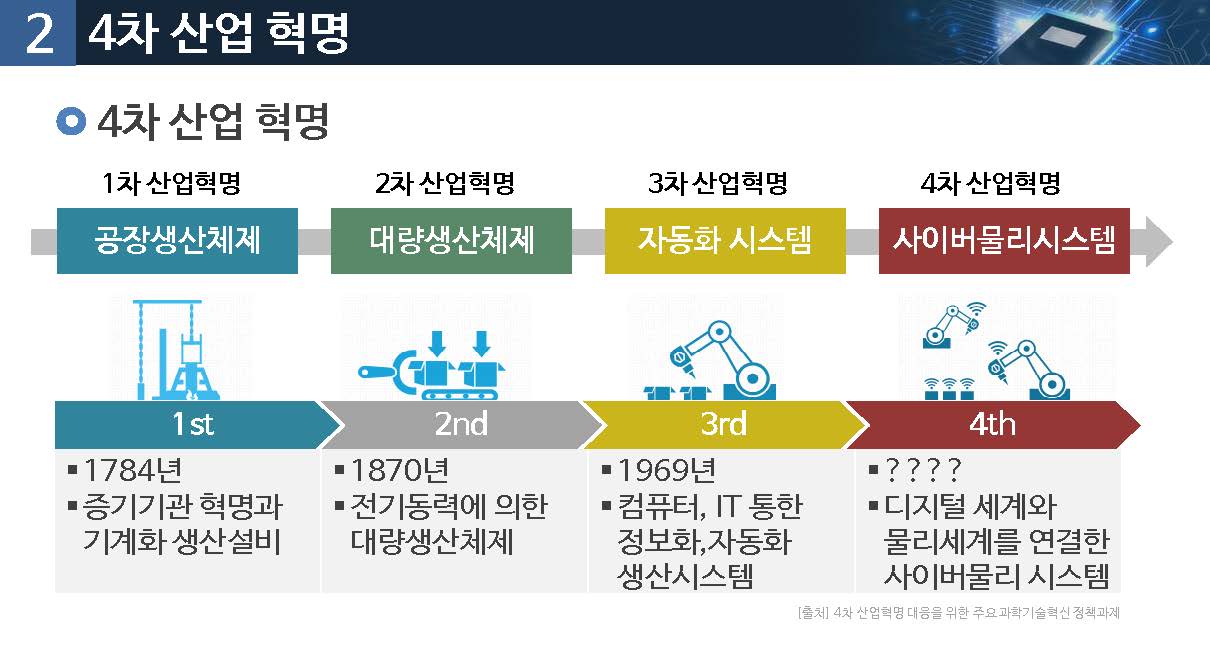 2 4차 산업 혁명
4차 산업 혁명
1차 산업혁명 2차 산업혁명 3차 산업혁명 4차 산업혁명
공장생산체제 대량생산체제 자동화 시스템 사이버물리시스템
1st 2nd 3rd 4th
▪ 1784년
▪ 증기기관 혁명과
기계화 생산설비
▪ 1870년
▪ 전기동력에 의한
대량생산체제
▪ 1969년
▪ 컴퓨터, IT 통한
정보화,자동화
생산시스템
▪ ? ? ? ?
▪ 디지털 세계와
물리세계를 연결한
사이버물리 시스템
[출처] 4차 산업혁명 대응을 위한 주요 과학기술혁신 정책과제